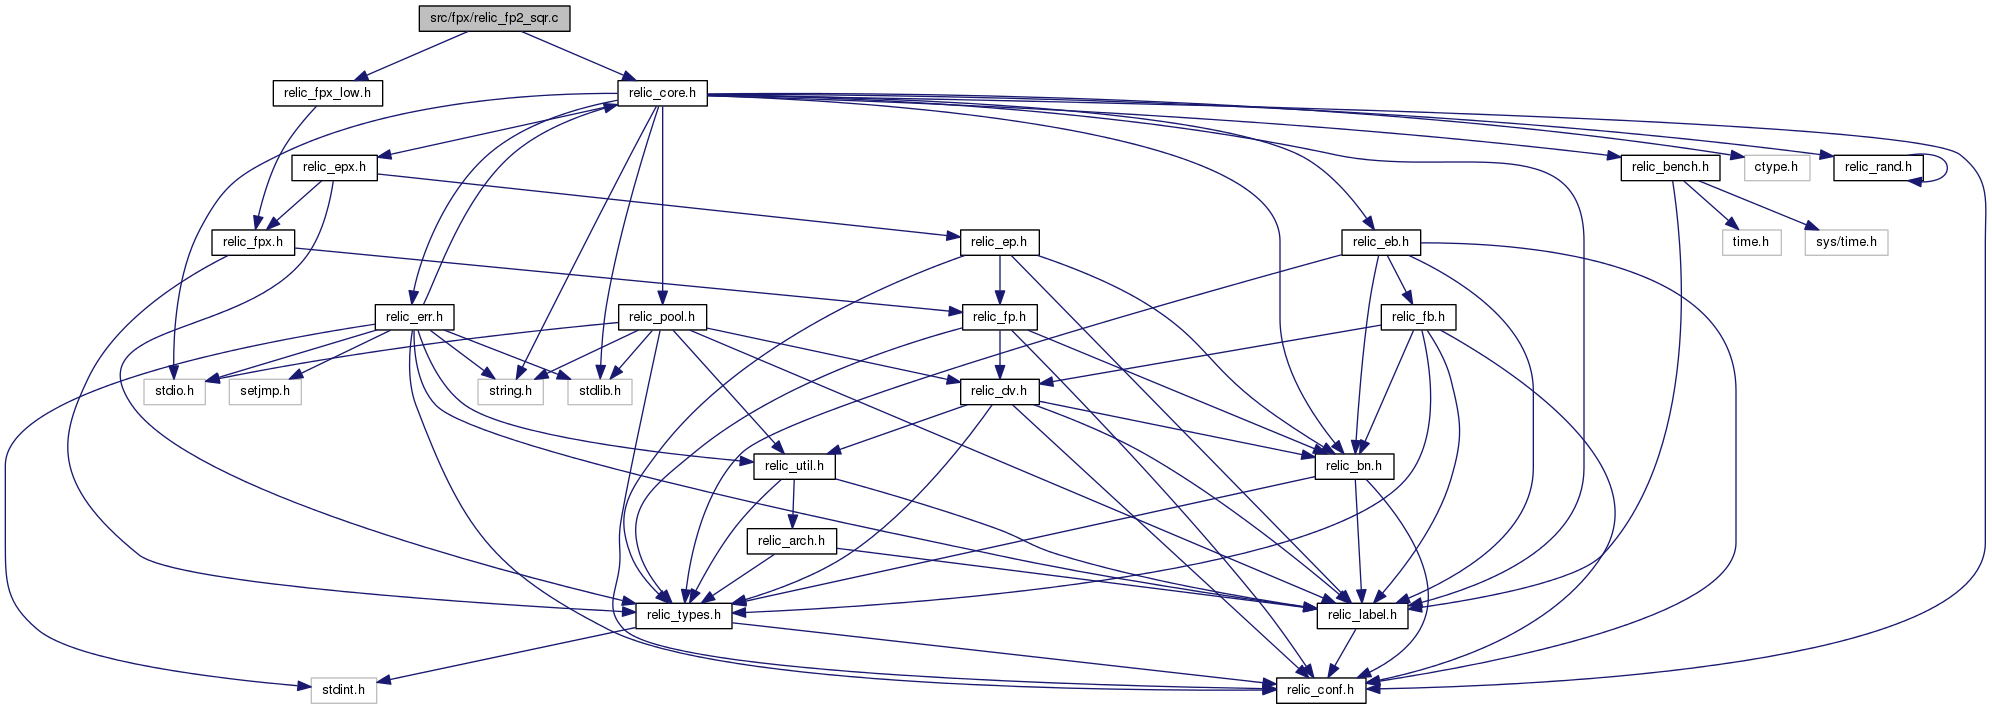 src/fpx/relic_fp2_sqr.c
relic_fpx_low.h
relic_core.h
relic_epx.h
relic_bench.h
ctype.h
relic_rand.h
relic_fpx.h
relic_ep.h
relic_eb.h
time.h
sys/time.h
relic_err.h
relic_pool.h
relic_fp.h
relic_fb.h
stdio.h
setjmp.h
string.h
stdlib.h
relic_dv.h
relic_util.h
relic_bn.h
relic_arch.h
relic_types.h
relic_label.h
stdint.h
relic_conf.h